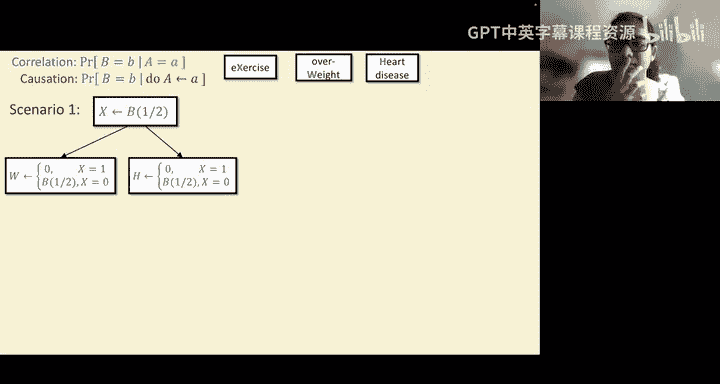 GPT中英字幕课程资源 bilibili
Correlation: Pr[ B = b | A = a ]
Causation: Pr[ B = b | do A ← a ]
eXercise
over-
Weight
Heart
disease
Scenario 1:
X ← B(1/2)
W ← { 0, X = 1
B(1/2), X = 0
H ← { 0, X = 1
B(1/2), X = 0